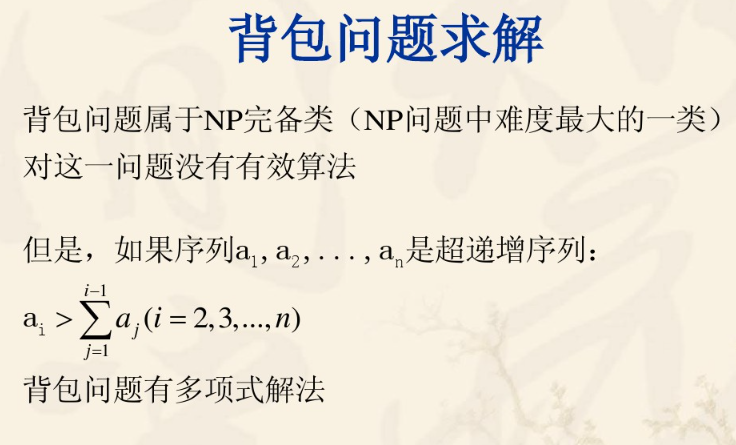 背包问题求解
背包问题属于NP完备类（NP问题中难度最大的一类）
对这一问题没有有效算法
但是，如果序列a₁,a₂,...,aₙ是超递增序列：
aᵢ > ∑_{j=1}^{i−1} aⱼ (i = 2,3,...,n)
背包问题有多项式解法